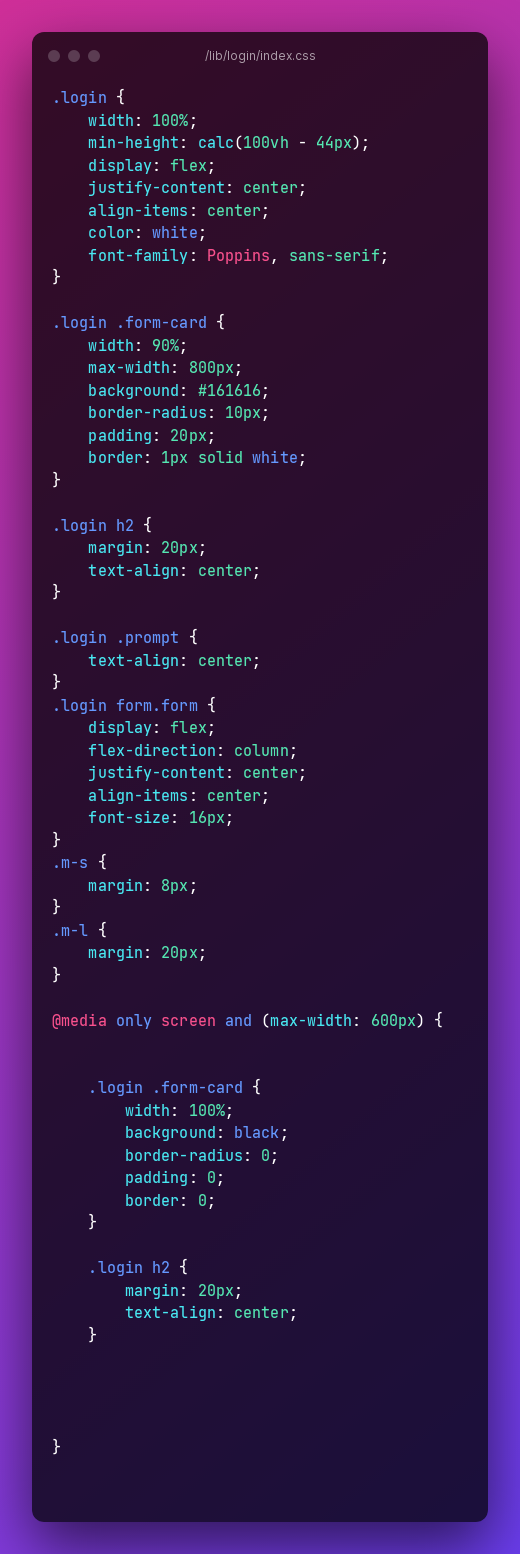 /lib/login/index.css
.login {
    width: 100%;
    min-height: calc(100vh - 44px);
    display: flex;
    justify-content: center;
    align-items: center;
    color: white;
    font-family: Poppins, sans-serif;
}

.login .form-card {
    width: 90%;
    max-width: 800px;
    background: #161616;
    border-radius: 10px;
    padding: 20px;
    border: 1px solid white;
}

.login h2 {
    margin: 20px;
    text-align: center;
}

.login .prompt {
    text-align: center;
}
.login form.form {
    display: flex;
    flex-direction: column;
    justify-content: center;
    align-items: center;
    font-size: 16px;
}
.m-s {
    margin: 8px;
}
.m-l {
    margin: 20px;
}

@media only screen and (max-width: 600px) {

    .login .form-card {
        width: 100%;
        background: black;
        border-radius: 0;
        padding: 0;
        border: 0;
    }

    .login h2 {
        margin: 20px;
        text-align: center;
    }

}